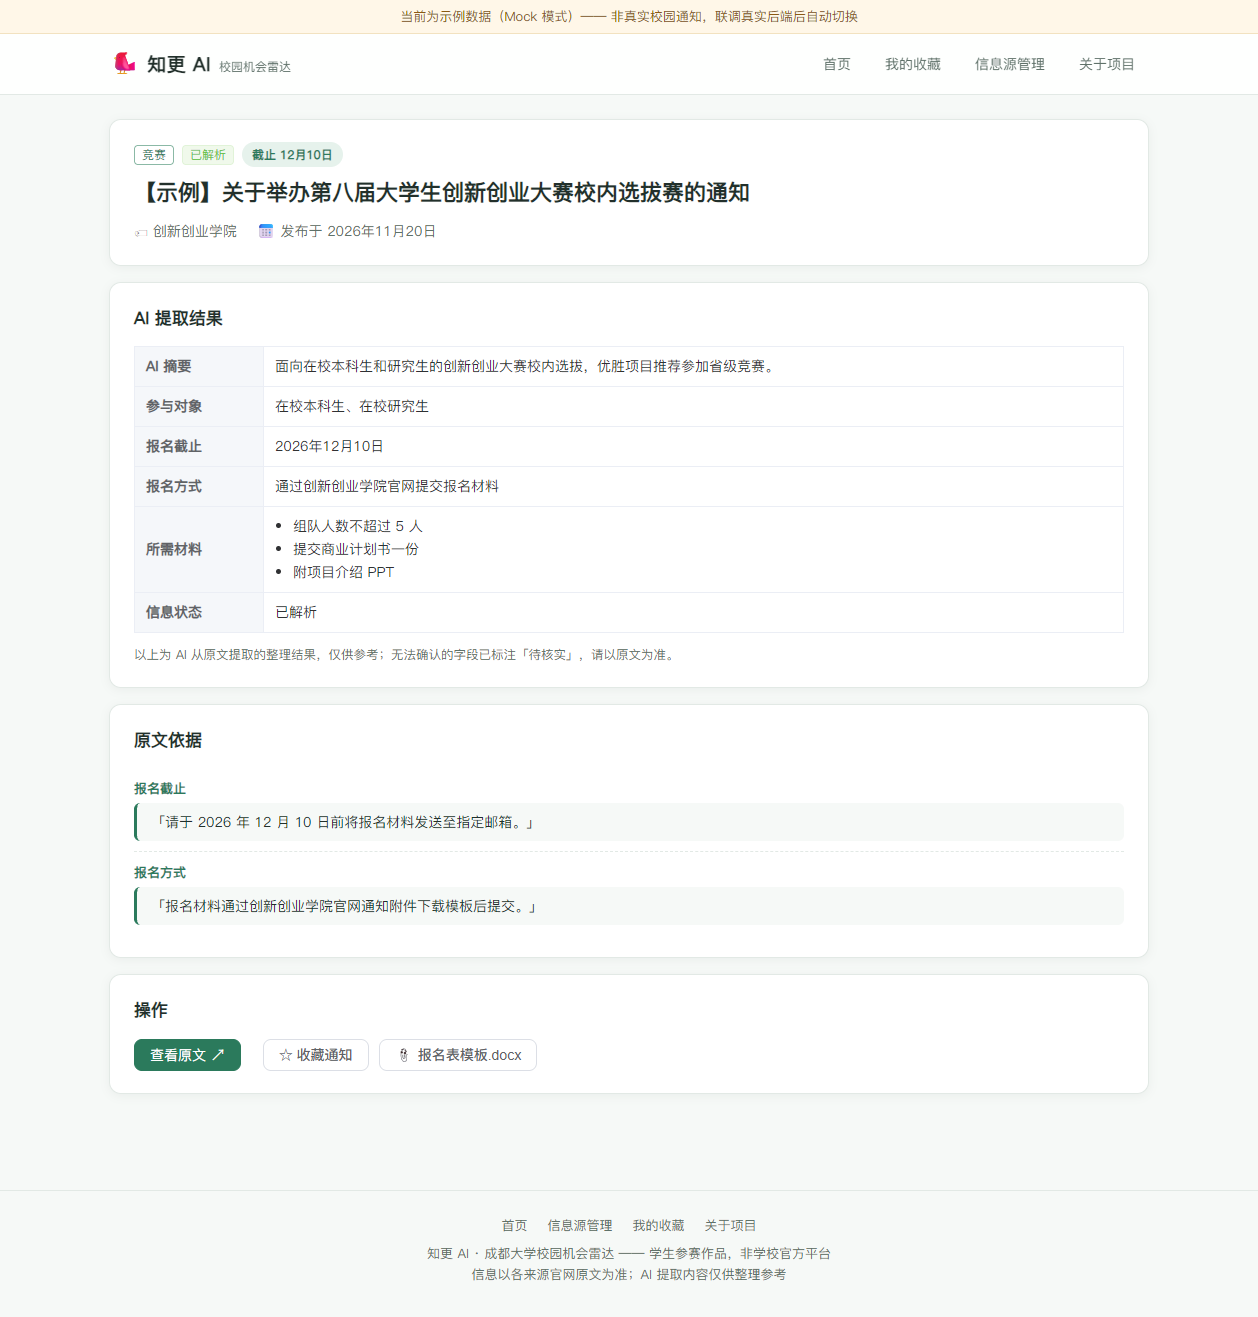 当前为示例数据（Mock 模式）—— 非真实校园通知，联调真实后端后自动切换
知更 AI 校园机会雷达
首页 我的收藏 信息源管理 关于项目
竞赛 已解析 截止 12月10日
【示例】关于举办第八届大学生创新创业大赛校内选拔赛的通知
创新创业学院 发布于 2026年11月20日
AI 提取结果
AI 摘要 面向在校本科生和研究生的创新创业大赛校内选拔，优胜项目推荐参加省级竞赛。
参与对象 在校本科生、在校研究生
报名截止 2026年12月10日
报名方式 通过创新创业学院官网提交报名材料
所需材料
• 组队人数不超过 5 人
• 提交商业计划书一份
• 附项目介绍 PPT
信息状态 已解析
以上为 AI 从原文提取的整理结果，仅供参考；无法确认的字段已标注「待核实」，请以原文为准。
原文依据
报名截止
「请于 2026 年 12 月 10 日前将报名材料发送至指定邮箱。」
报名方式
「报名材料通过创新创业学院官网通知附件下载模板后提交。」
操作
查看原文 ↗ ☆ 收藏通知 报名表模板.docx
首页 信息源管理 我的收藏 关于项目
知更 AI · 成都大学校园机会雷达 —— 学生参赛作品，非学校官方平台
信息以各来源官网原文为准；AI 提取内容仅供整理参考